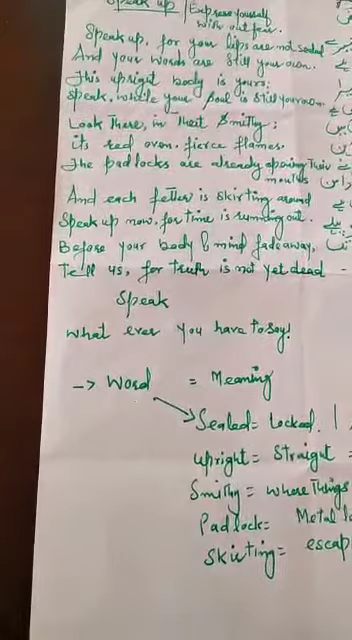 Speak up / Express yourself
with out fear.
Speak up, for your lips are not sealed
And your words are still your own.
This upright body is yours:
speak, while your soul is still your own
Look There, in Their Smithy;
its red oven. fierce flames.
The pad locks are already opening Their
mouths
And each fetter is skirting around
Speak up now, for time is running out.
Before your body & mind fade away,
Tell us, for truth is not yet dead -
Speak
what ever you have to say!
-> Word = Meaning
Sealed = Locked. |
upright = Straight =
Smithy = where Things
Pad lock = Metal
Skirting = escap